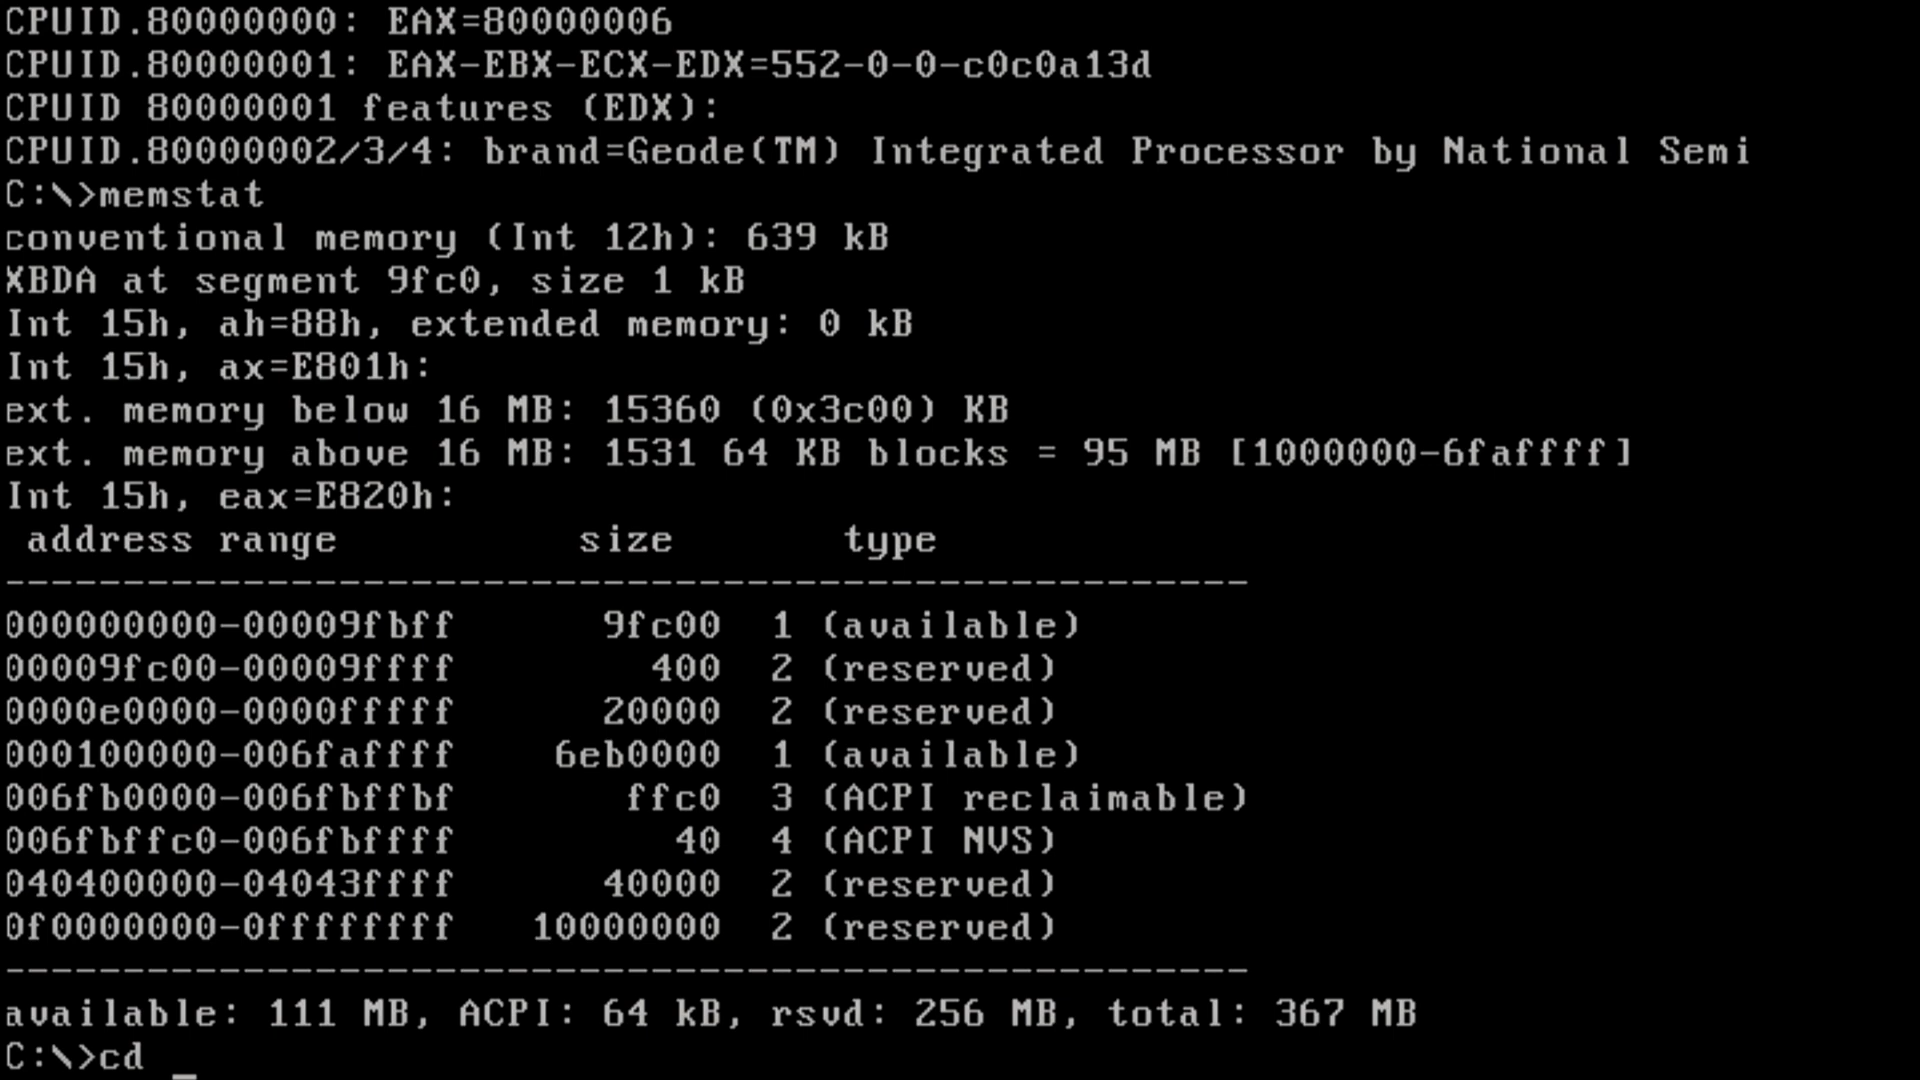 CPUID.80000000: EAX=80000006
CPUID.80000001: EAX-EBX-ECX-EDX=552-0-0-c0c0a13d
CPUID 80000001 features (EDX):
CPUID.80000002/3/4: brand=Geode(TM) Integrated Processor by National Semi
C:\>memstat
conventional memory (Int 12h): 639 kB
XBDA at segment 9fc0, size 1 kB
Int 15h, ah=88h, extended memory: 0 kB
Int 15h, ax=E801h:
ext. memory below 16 MB: 15360 (0x3c00) KB
ext. memory above 16 MB: 1531 64 KB blocks = 95 MB [1000000-6faffff]
Int 15h, eax=E820h:
address range size type
----------------------------------------------------
000000000-00009fbff 9fc00 1 (available)
00009fc00-00009ffff 400 2 (reserved)
0000e0000-0000fffff 20000 2 (reserved)
000100000-006faffff 6eb0000 1 (available)
006fb0000-006fbffbf ffc0 3 (ACPI reclaimable)
006fbffc0-006fbffff 40 4 (ACPI NVS)
040400000-04043ffff 40000 2 (reserved)
0f0000000-0ffffffff 10000000 2 (reserved)
----------------------------------------------------
available: 111 MB, ACPI: 64 kB, rsvd: 256 MB, total: 367 MB
C:\>cd _